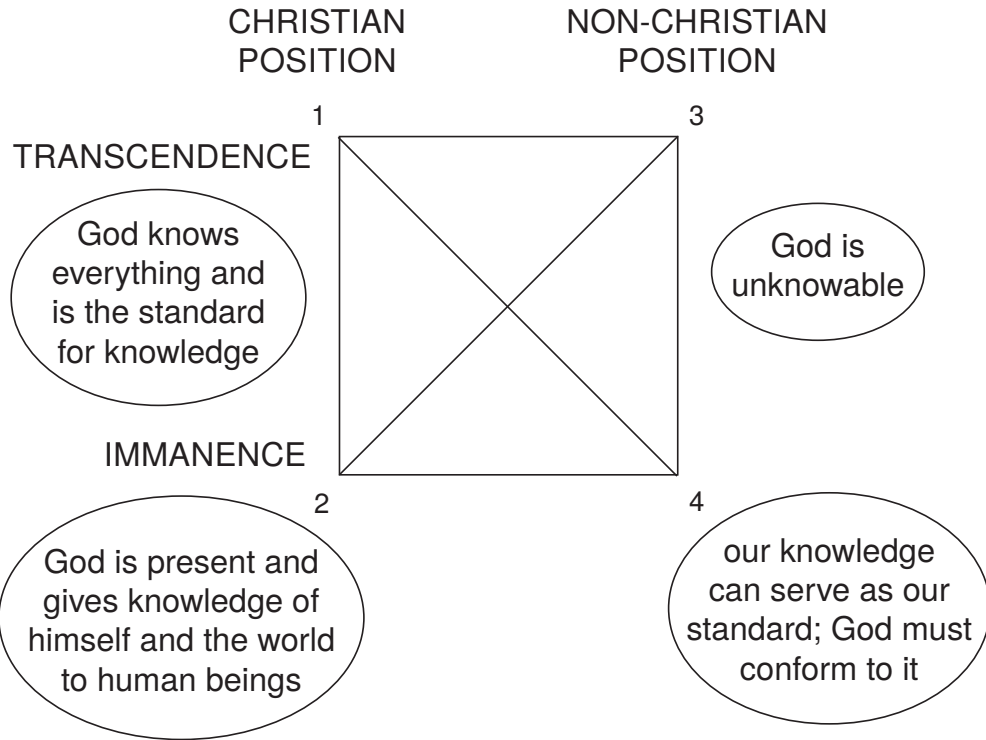 CHRISTIAN
POSITION
NON-CHRISTIAN
POSITION
1
3
TRANSCENDENCE
God knows
everything and
is the standard
for knowledge
God is
unknowable
IMMANENCE
2
4
God is present and
gives knowledge of
himself and the world
to human beings
our knowledge
can serve as our
standard; God must
conform to it